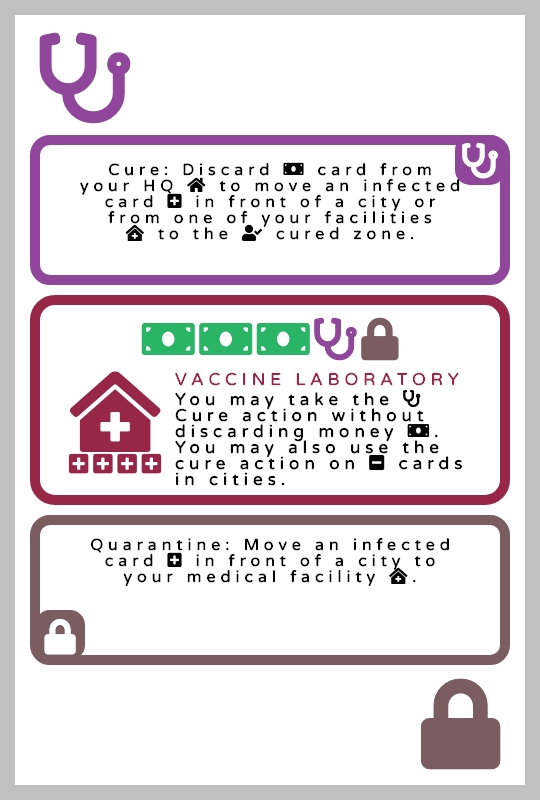 Cure: Discard card from
your HQ to move an infected
card in front of a city or
from one of your facilities
to the cured zone.
VACCINE LABORATORY
You may take the
Cure action without
discarding money .
You may also use the
cure action on cards
in cities.
Quarantine: Move an infected
card in front of a city to
your medical facility .